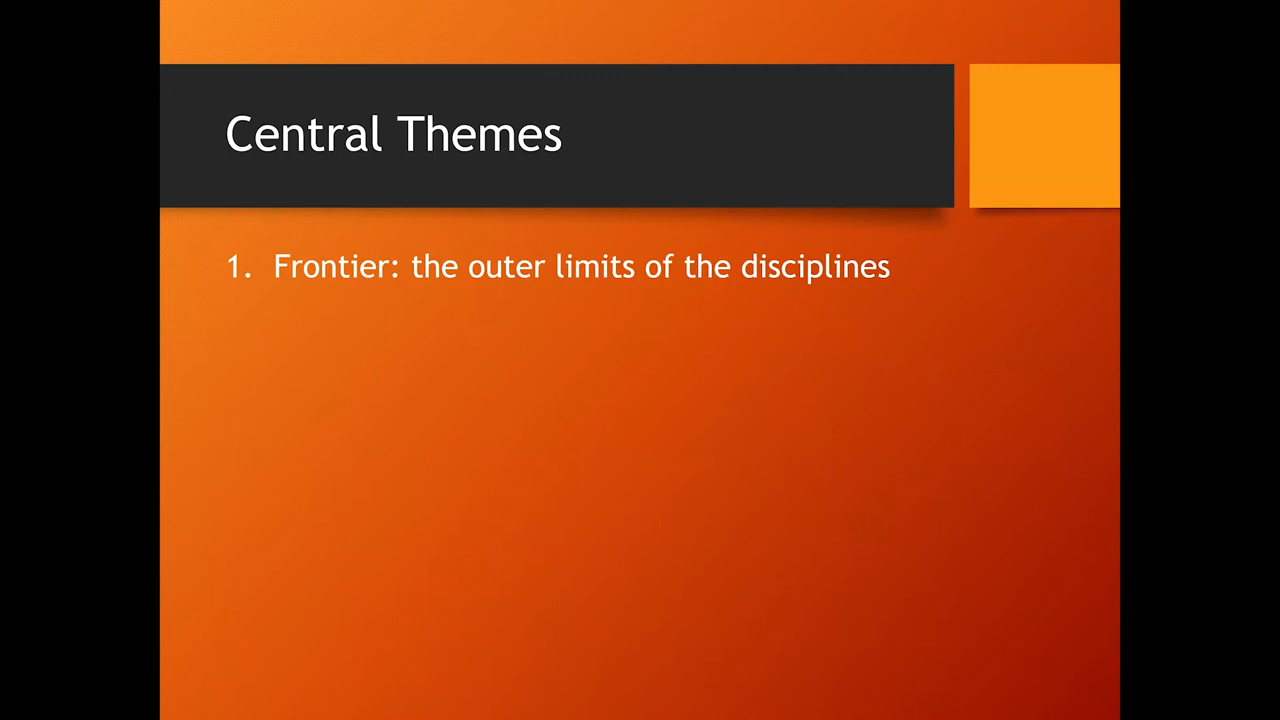 Central Themes
1. Frontier: the outer limits of the disciplines